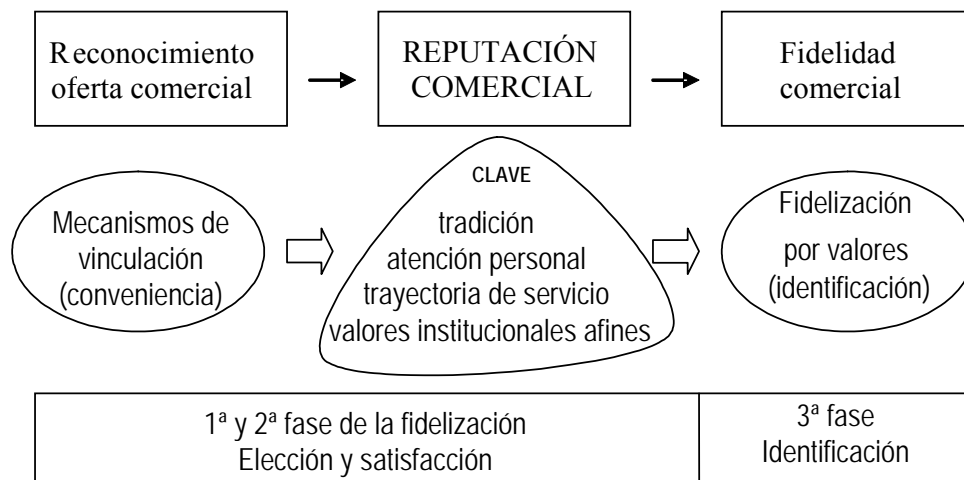 Reconocimiento
oferta comercial
REPUTACIÓN
COMERCIAL
Fidelidad
comercial
Mecanismos de
vinculación
(conveniencia)
CLAVE
tradición
atención personal
trayectoria de servicio
valores institucionales afines
Fidelización
por valores
(identificación)
1ª y 2ª fase de la fidelización
Elección y satisfacción
3ª fase
Identificación